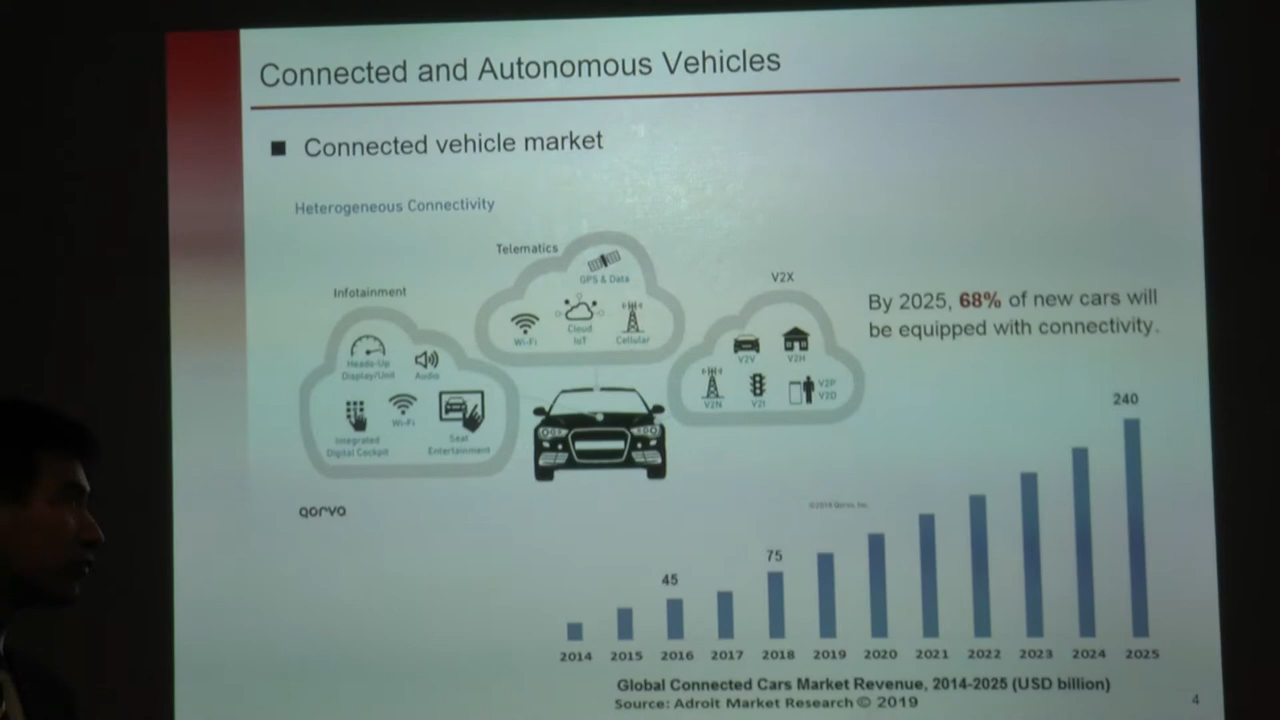 Connected and Autonomous Vehicles
Connected vehicle market
Heterogeneous Connectivity
Telematics
GPS & Data
Wi-Fi
Cloud
IoT
Cellular
Infotainment
Heads-Up
Display/Unit
Audio
Integrated
Digital Cockpit
Wi-Fi
Seat
Entertainment
V2X
V2V
V2H
V2N
V2I
V2P
V2D
By 2025, 68% of new cars will
be equipped with connectivity.
QORVO
©2018 Qorvo, Inc.
45
75
240
2014 2015 2016 2017 2018 2019 2020 2021 2022 2023 2024 2025
Global Connected Cars Market Revenue, 2014-2025 (USD billion)
Source: Adroit Market Research © 2019
4